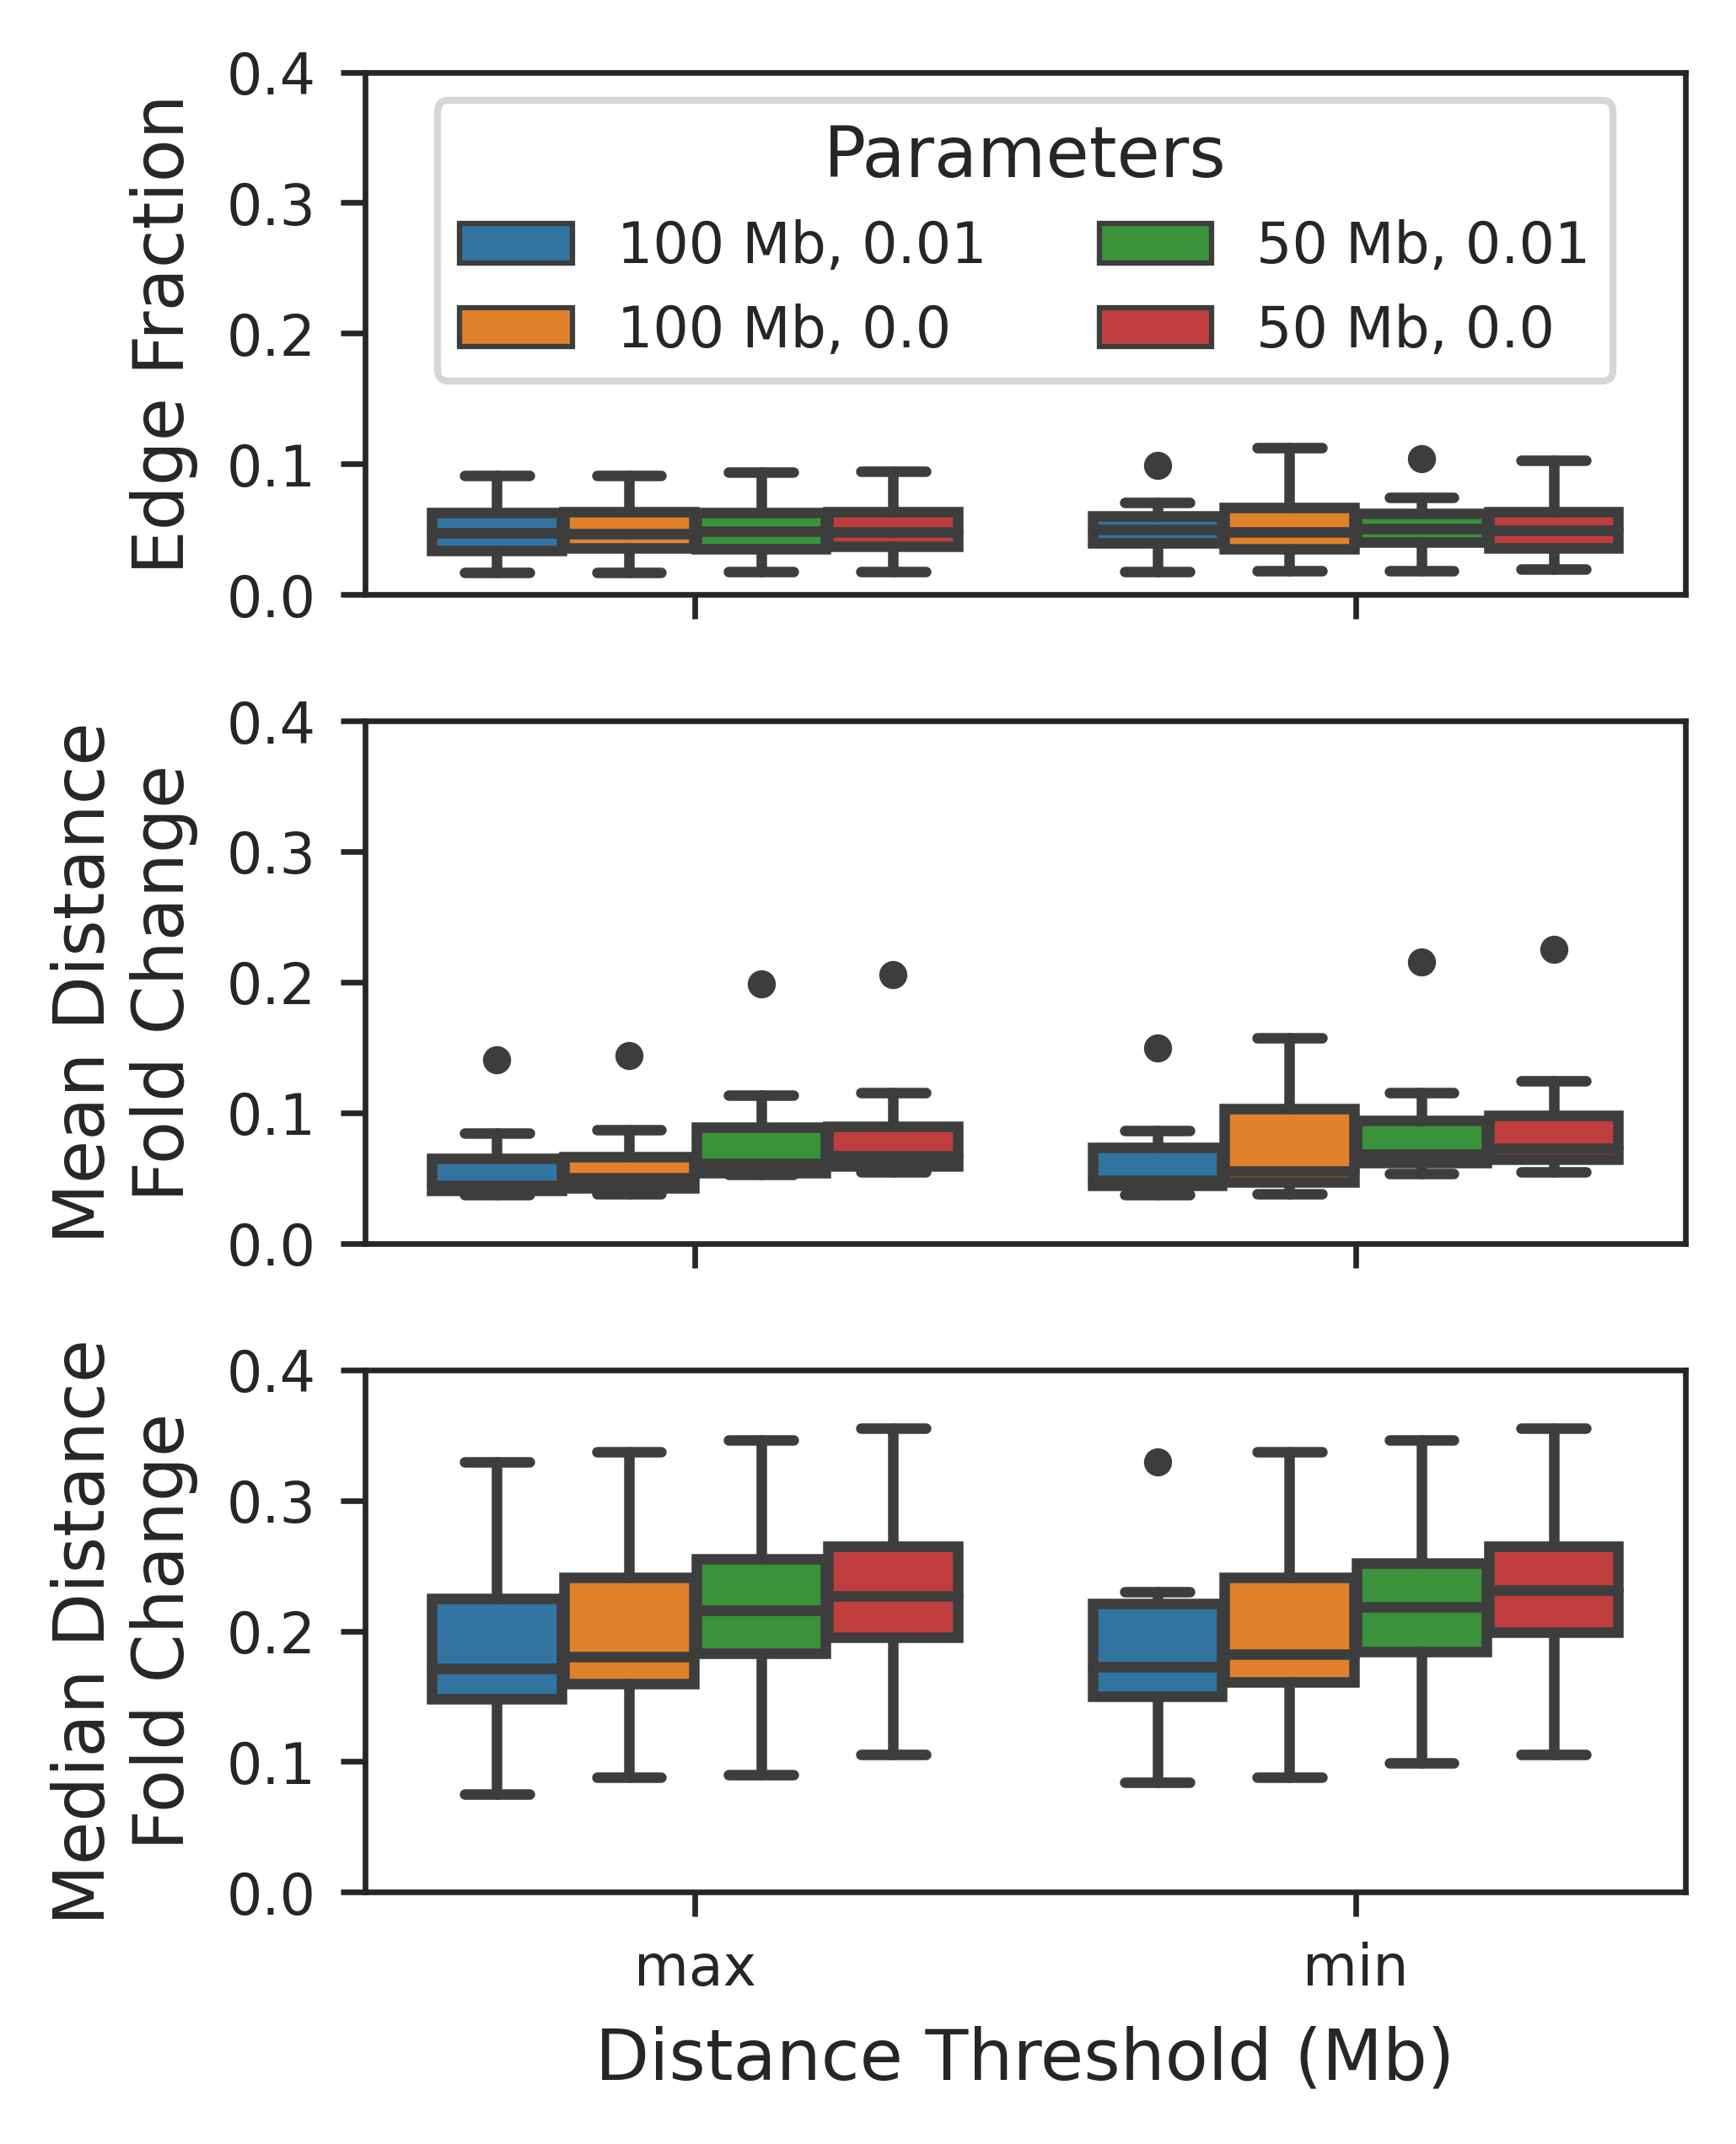 Edge Fraction
0.4
0.3
0.2
0.1
0.0
Parameters
100 Mb, 0.01
50 Mb, 0.01
100 Mb, 0.0
50 Mb, 0.0
Mean Distance
Fold Change
0.4
0.3
0.2
0.1
0.0
Median Distance
Fold Change
0.4
0.3
0.2
0.1
0.0
max
min
Distance Threshold (Mb)